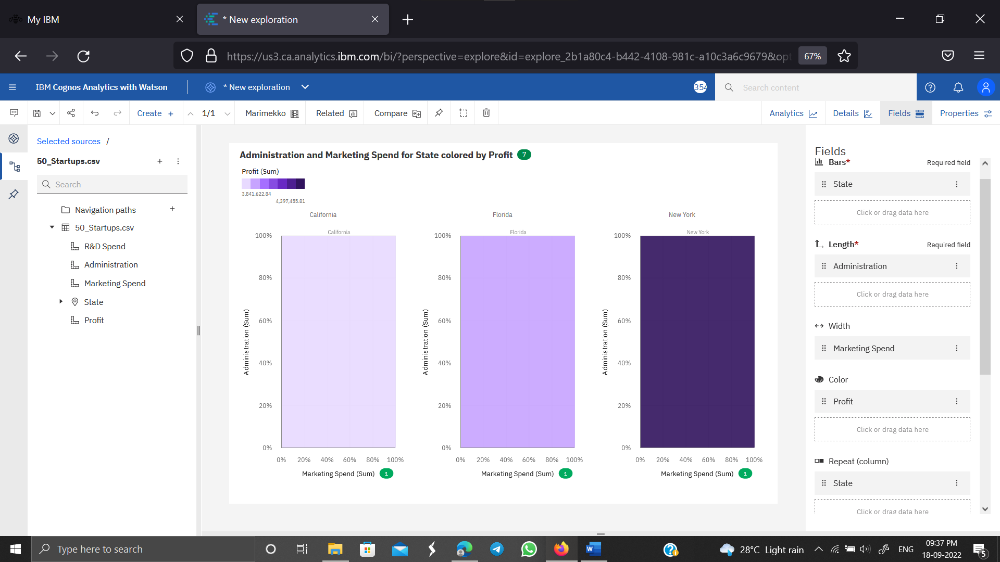 My IBM
* New exploration
https://us3.ca.analytics.ibm.com/bi/?perspective=explore&id=explore_2b1a80c4-b442-4108-981c-a10c3a6c9679&opt
67%
IBM Cognos Analytics with Watson
* New exploration
354
Search content
Create +
1/1
Marimekko
Related
Compare
Analytics
Details
Fields
Properties
Selected sources /
50_Startups.csv
Search
Navigation paths
50_Startups.csv
R&D Spend
Administration
Marketing Spend
State
Profit
Administration and Marketing Spend for State colored by Profit 7
Profit (Sum)
3,841,622.84
4,397,455.81
California
California
100%
80%
60%
40%
20%
0%
Administration (Sum)
0% 20% 40% 60% 80% 100%
Marketing Spend (Sum) 1
Florida
Florida
100%
80%
60%
40%
20%
0%
Administration (Sum)
0% 20% 40% 60% 80% 100%
Marketing Spend (Sum) 1
New York
New York
100%
80%
60%
40%
20%
0%
Administration (Sum)
0% 20% 40% 60% 80% 100%
Marketing Spend (Sum) 1
Fields
Bars* Required field
State
Click or drag data here
Length* Required field
Administration
Click or drag data here
Width
Marketing Spend
Color
Profit
Click or drag data here
Repeat (column)
State
Click or drag data here
Type here to search
28°C Light rain
ENG
09:37 PM
18-09-2022
5